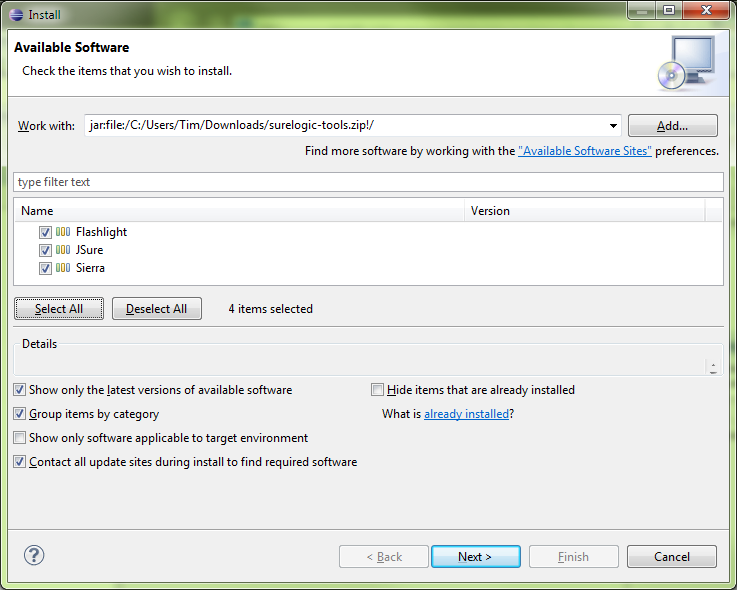 Install
Available Software
Check the items that you wish to install.
Work with: jar:file:/C:/Users/Tim/Downloads/surelogic-tools.zip!/ Add...
Find more software by working with the "Available Software Sites" preferences.
type filter text
Name Version
Flashlight
JSure
Sierra
Select All Deselect All 4 items selected
Details
Show only the latest versions of available software Hide items that are already installed
Group items by category What is already installed?
Show only software applicable to target environment
Contact all update sites during install to find required software
? < Back Next > Finish Cancel